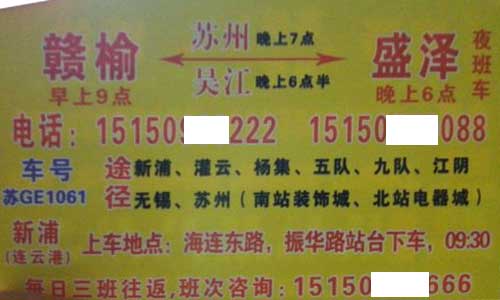 苏州 晚上7点
赣榆 盛泽 夜班车
吴江 晚上6点半
早上9点 晚上6点
电话：15150 222 15150 088
车号 途径 新浦、灌云、杨集、五队、九队、江阴
苏GE1061 无锡、苏州（南站装饰城、北站电器城）
新浦 上车地点：海连东路，振华路站台下车，09:30
（连云港）
每日三班往返，班次咨询：15150 666